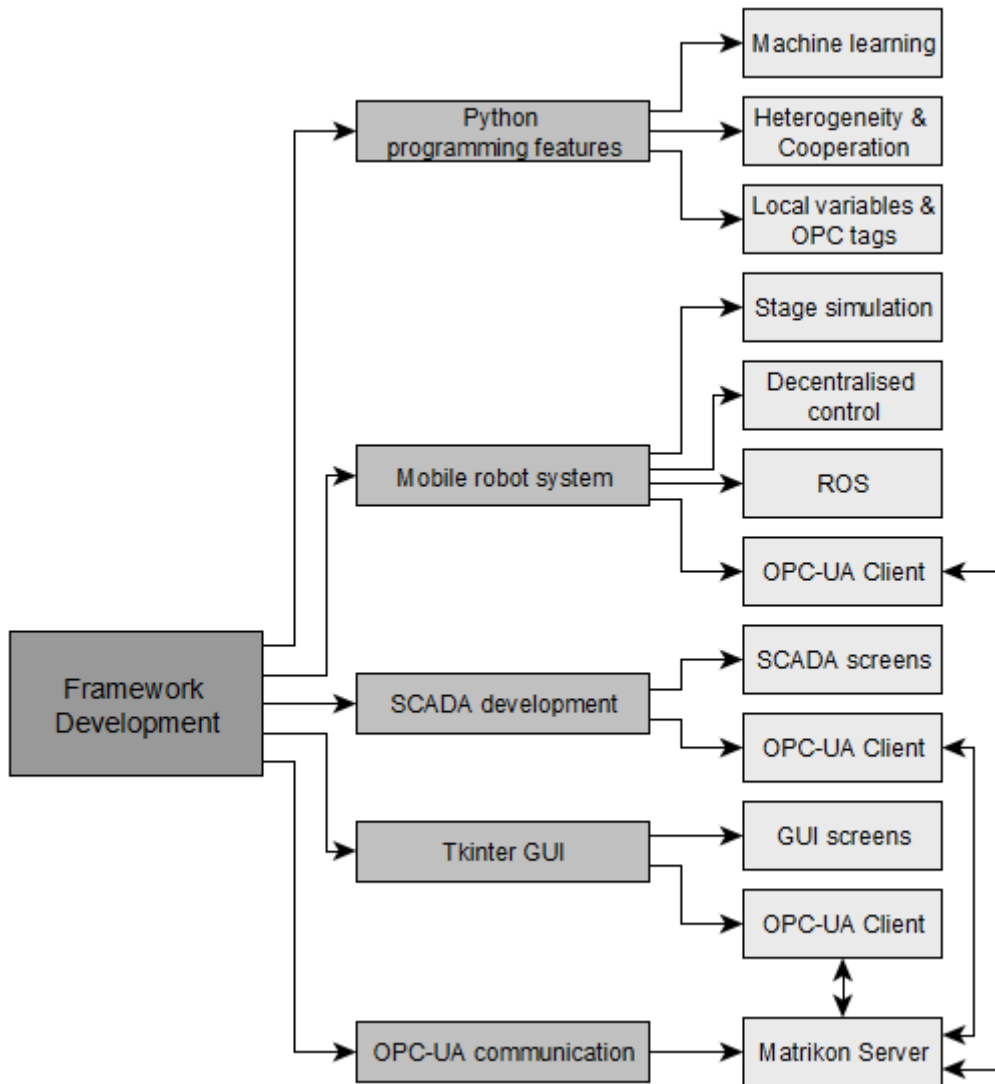 Machine learning
Python
programming features
Heterogeneity &
Cooperation
Local variables &
OPC tags
Stage simulation
Decentralised
control
Mobile robot system
ROS
OPC-UA Client
Framework
Development
SCADA screens
SCADA development
OPC-UA Client
GUI screens
Tkinter GUI
OPC-UA Client
OPC-UA communication
Matrikon Server